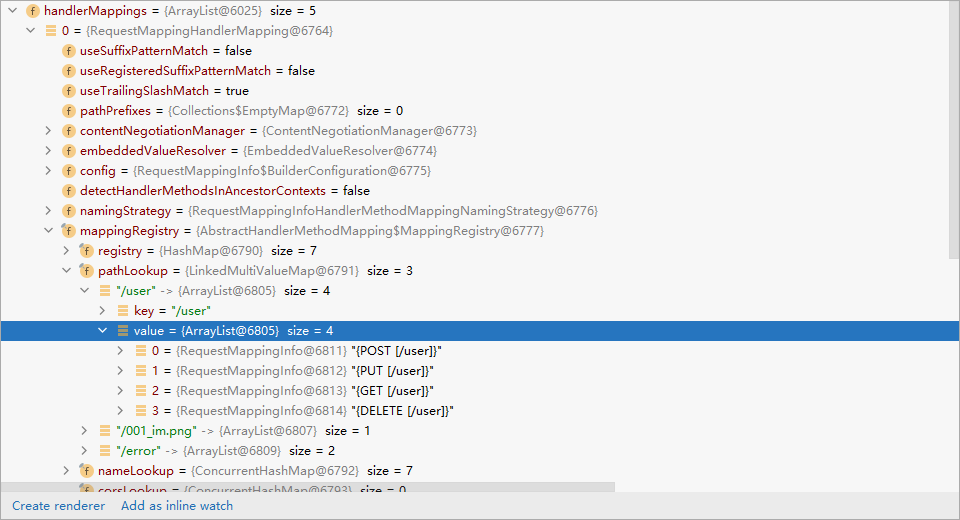 handlerMappings = {ArrayList@6025} size = 5
0 = {RequestMappingHandlerMapping@6764}
f useSuffixPatternMatch = false
f useRegisteredSuffixPatternMatch = false
f useTrailingSlashMatch = true
f pathPrefixes = {Collections$EmptyMap@6772} size = 0
f contentNegotiationManager = {ContentNegotiationManager@6773}
f embeddedValueResolver = {EmbeddedValueResolver@6774}
f config = {RequestMappingInfo$BuilderConfiguration@6775}
f detectHandlerMethodsInAncestorContexts = false
f namingStrategy = {RequestMappingInfoHandlerMethodMappingNamingStrategy@6776}
f mappingRegistry = {AbstractHandlerMethodMapping$MappingRegistry@6777}
f registry = {HashMap@6790} size = 7
f pathLookup = {LinkedMultiValueMap@6791} size = 3
"/user" -> {ArrayList@6805} size = 4
key = "/user"
value = {ArrayList@6805} size = 4
0 = {RequestMappingInfo@6811} "{POST [/user]}"
1 = {RequestMappingInfo@6812} "{PUT [/user]}"
2 = {RequestMappingInfo@6813} "{GET [/user]}"
3 = {RequestMappingInfo@6814} "{DELETE [/user]}"
"/001_im.png" -> {ArrayList@6807} size = 1
"/error" -> {ArrayList@6809} size = 2
f nameLookup = {ConcurrentHashMap@6792} size = 7
f corsLookup = {ConcurrentHashMap@6793} size = 0
Create renderer Add as inline watch